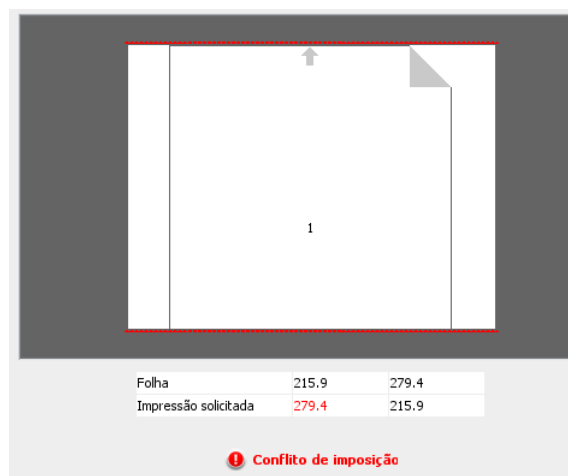 1
Folha 215.9 279.4
Impressão solicitada 279.4 215.9
Conflito de imposição